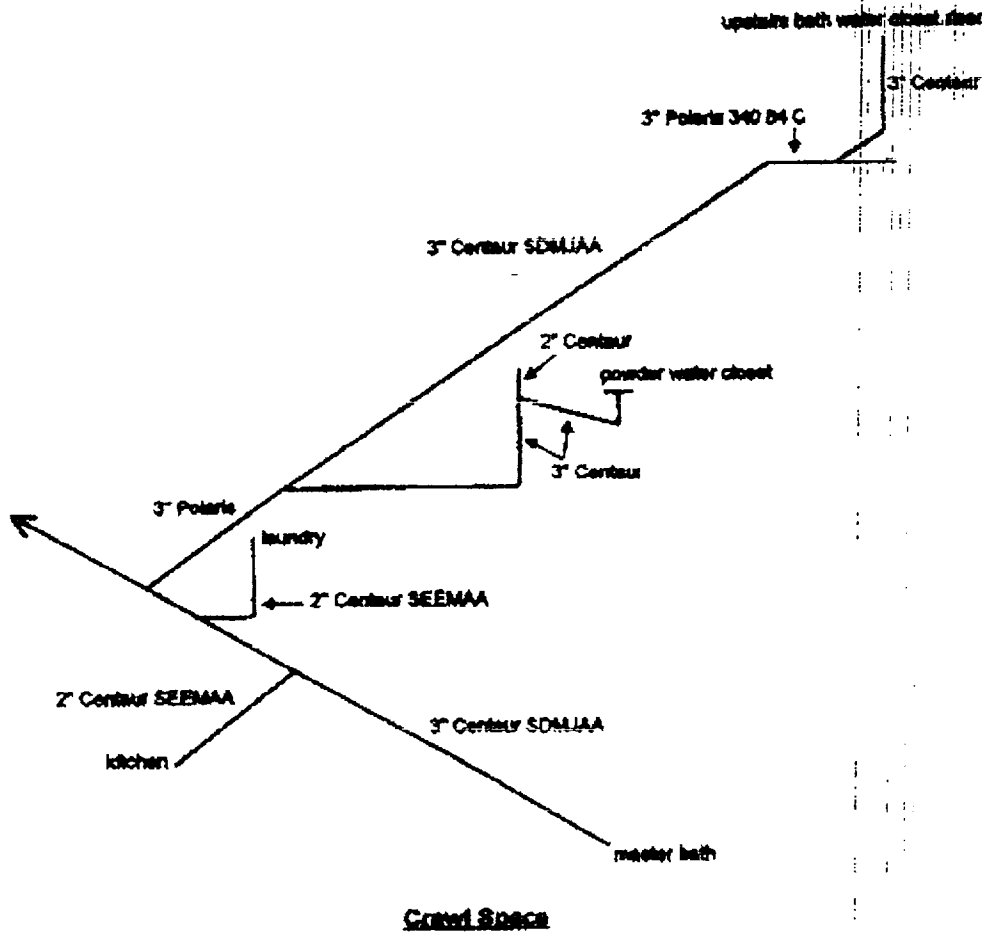 upstairs bath water closet riser
3" Centaur
3" Polaris 340 84 C
3" Centaur SDMJAA
2" Centaur
powder water closet
3" Centaur
3" Polaris
laundry
2" Centaur SEEMAA
2" Centaur SEEMAA
3" Centaur SDMJAA
kitchen
master bath
Crawl Space